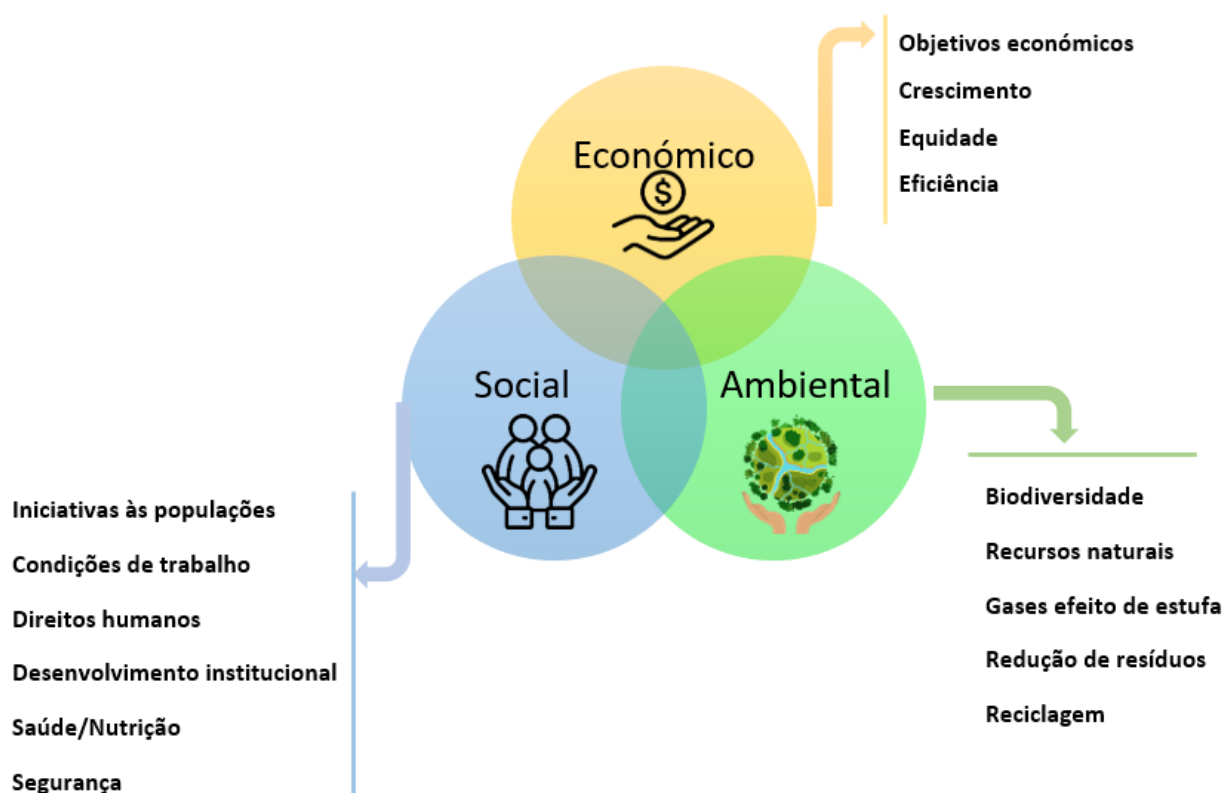 Económico
$
Objetivos económicos
Crescimento
Equidade
Eficiência
Social
Ambiental
Iniciativas às populações
Condições de trabalho
Direitos humanos
Desenvolvimento institucional
Saúde/Nutrição
Segurança
Biodiversidade
Recursos naturais
Gases efeito de estufa
Redução de resíduos
Reciclagem